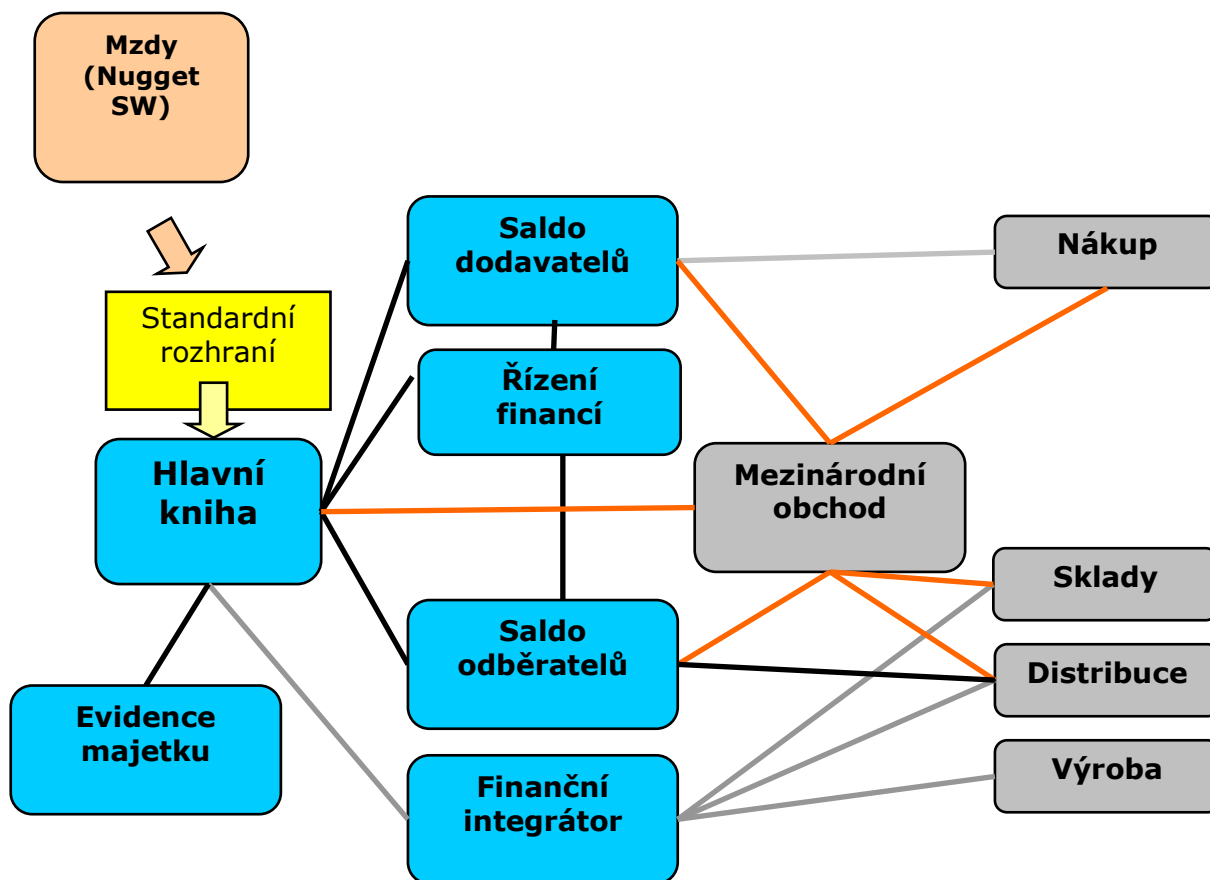 Mzdy
(Nugget
SW)
Saldo
dodavatelů
Nákup
Standardní
rozhraní
Řízení
financí
Hlavní
kniha
Mezinárodní
obchod
Sklady
Saldo
odběratelů
Distribuce
Evidence
majetku
Finanční
integrátor
Výroba